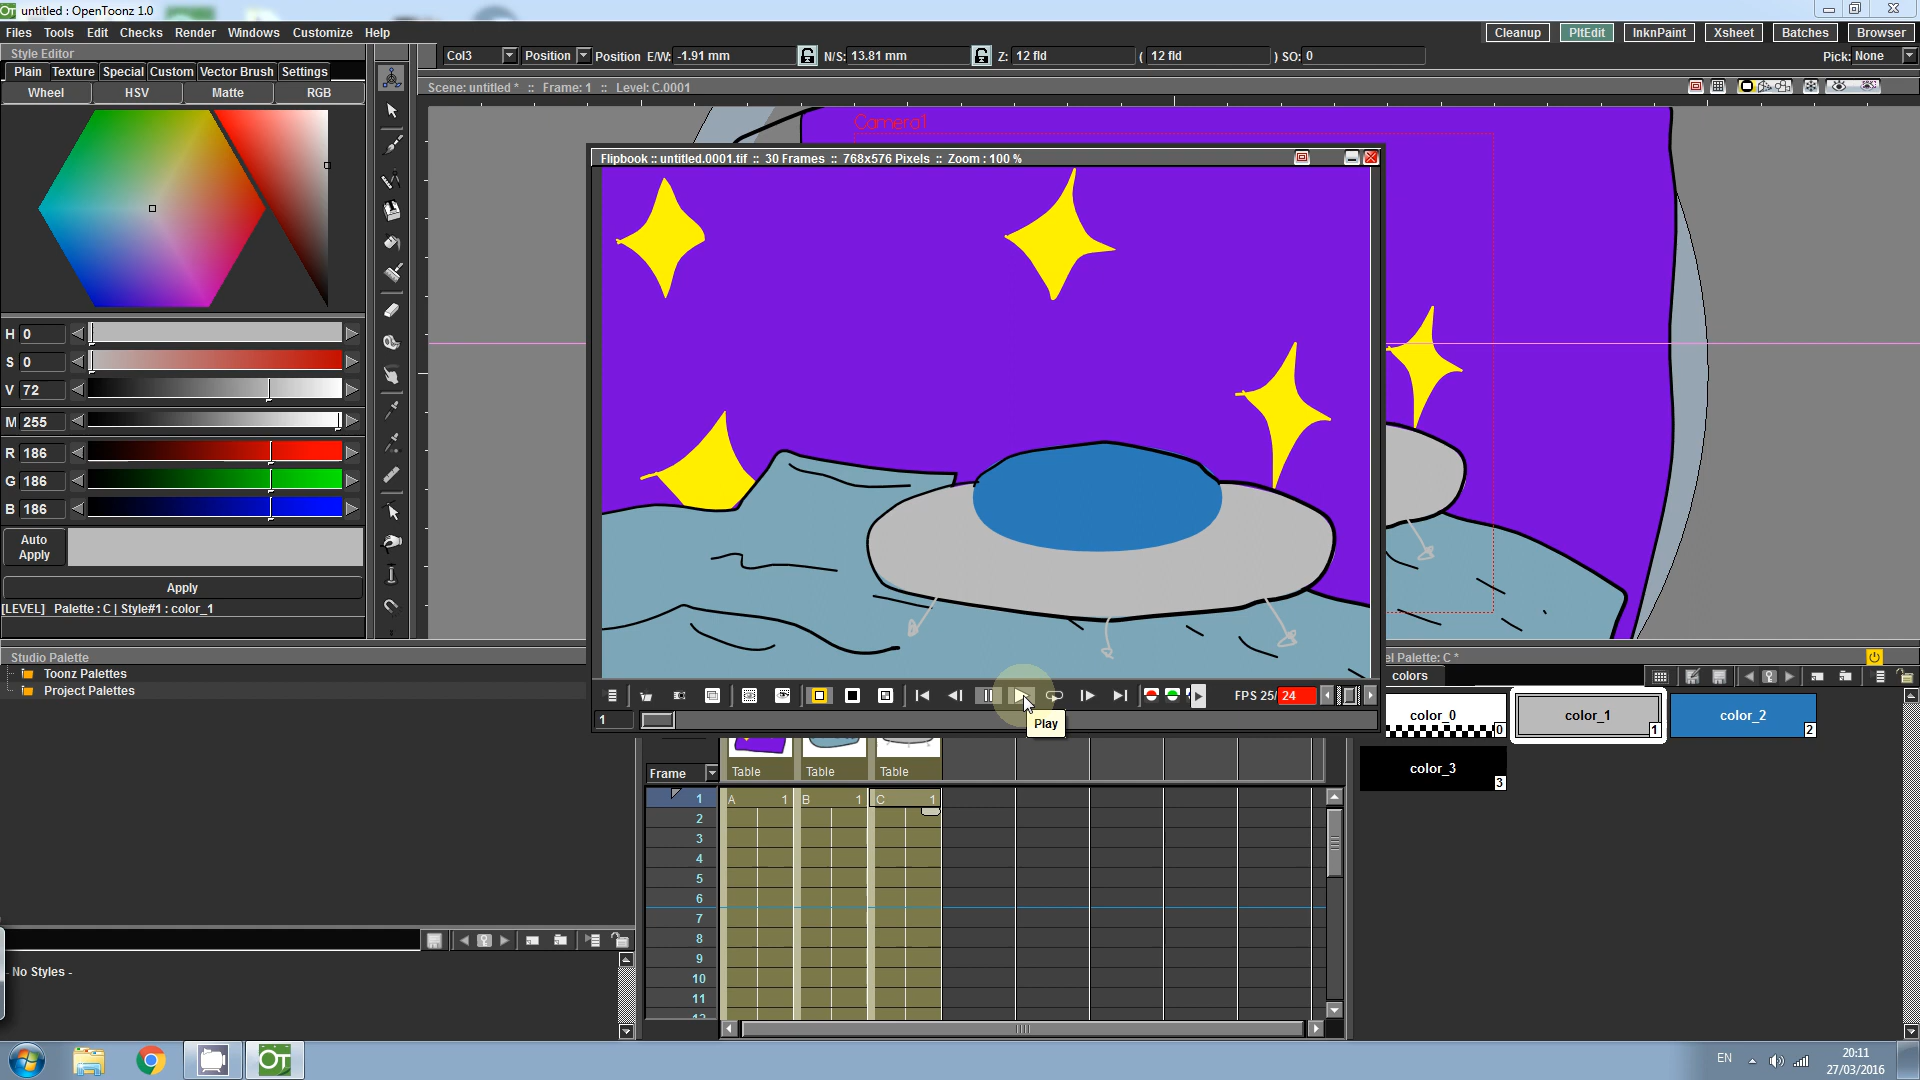 untitled : OpenToonz 1.0
Files Tools Edit Checks Render Windows Customize Help
Cleanup PltEdit InknPaint Xsheet Batches Browser
Style Editor
Col3 Position Position E/W: -1.91 mm N/S: 13.81 mm Z: 12 fld ( 12 fld ) SO: 0 Pick: None
Plain Texture Special Custom Vector Brush Settings
Wheel HSV Matte RGB
Scene: untitled * :: Frame: 1 :: Level: C.0001
Camera1
Flipbook :: untitled.0001.tif :: 30 Frames :: 768x576 Pixels :: Zoom : 100 %
H 0
S 0
V 72
M 255
R 186
G 186
B 186
Auto
Apply
Apply
[LEVEL] Palette : C | Style#1 : color_1
Studio Palette
Toonz Palettes
Project Palettes
- No Styles -
FPS 25/ 24
1
Play
el Palette: C *
colors
color_0 0
color_1 1
color_2 2
color_3 3
Frame Table Table Table
1 A 1 B 1 C 1
2
3
4
5
6
7
8
9
10
11
EN
20:11
27/03/2016